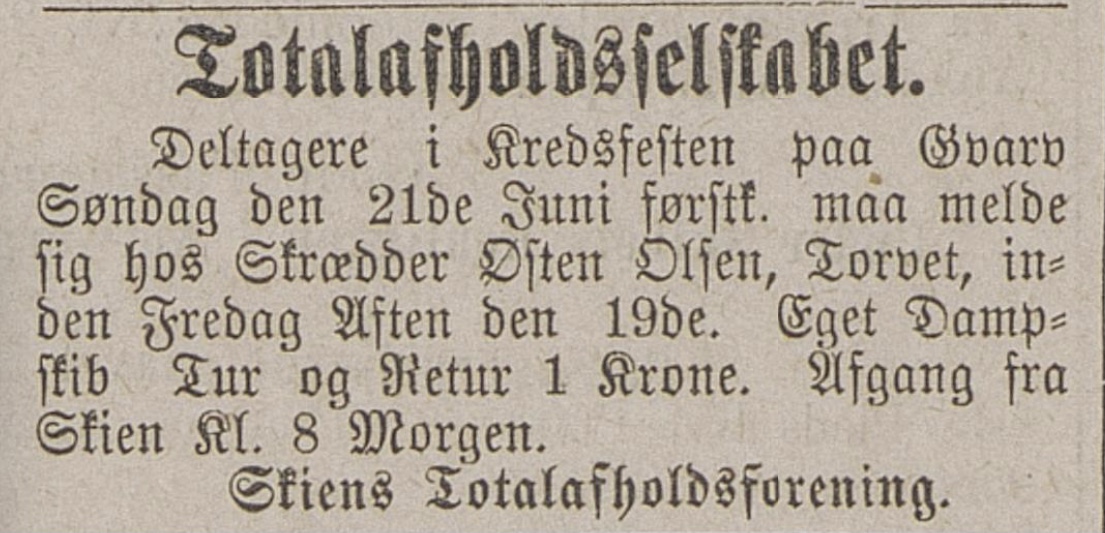 Totalafholdsselskabet.
Deltagere i Kredsfesten paa Gvarv
Søndag den 21de Juni førstk. maa melde
sig hos Skrædder Østen Olsen, Torvet, in-
den Fredag Aften den 19de. Eget Damp-
skib Tur og Retur 1 Krone. Afgang fra
Skien Kl. 8 Morgen.
Skiens Totalafholdsforening.